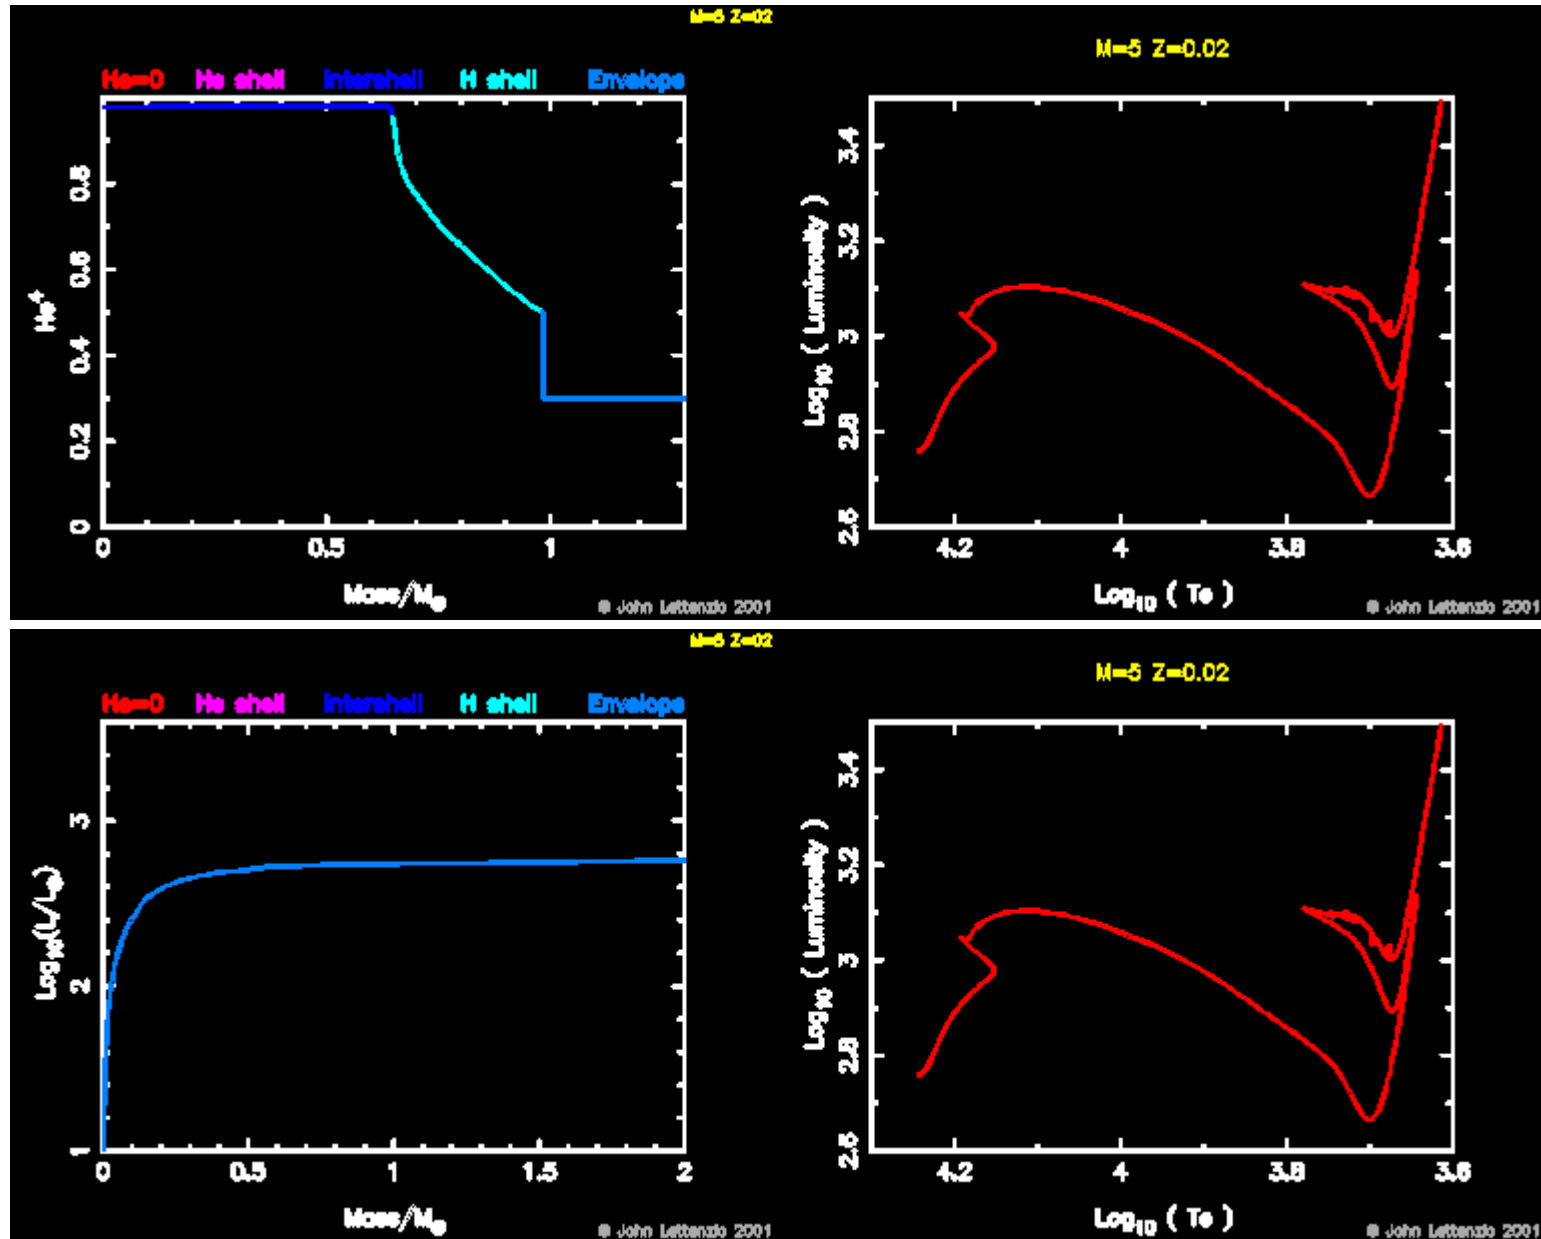 M=5 Z=02
M=5 Z=0.02
He=0 He shell Intershell H shell Envelope
He⁴
0 0.2 0.4 0.6 0.8
0 0.5 1
Mass/M⊙
© John Lattanzio 2001
Log₁₀ ( Luminosity )
2.6 2.8 3 3.2 3.4
4.2 4 3.8 3.6
Log₁₀ ( Te )
© John Lattanzio 2001
M=5 Z=02
M=5 Z=0.02
He=0 He shell Intershell H shell Envelope
Log₁₀(L/L⊙)
1 2 3
0 0.5 1 1.5 2
Mass/M⊙
© John Lattanzio 2001
Log₁₀ ( Luminosity )
2.6 2.8 3 3.2 3.4
4.2 4 3.8 3.6
Log₁₀ ( Te )
© John Lattanzio 2001